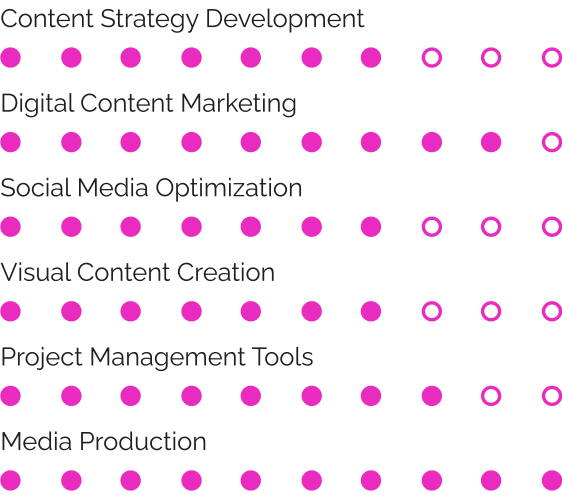 Content Strategy Development
Digital Content Marketing
Social Media Optimization
Visual Content Creation
Project Management Tools
Media Production